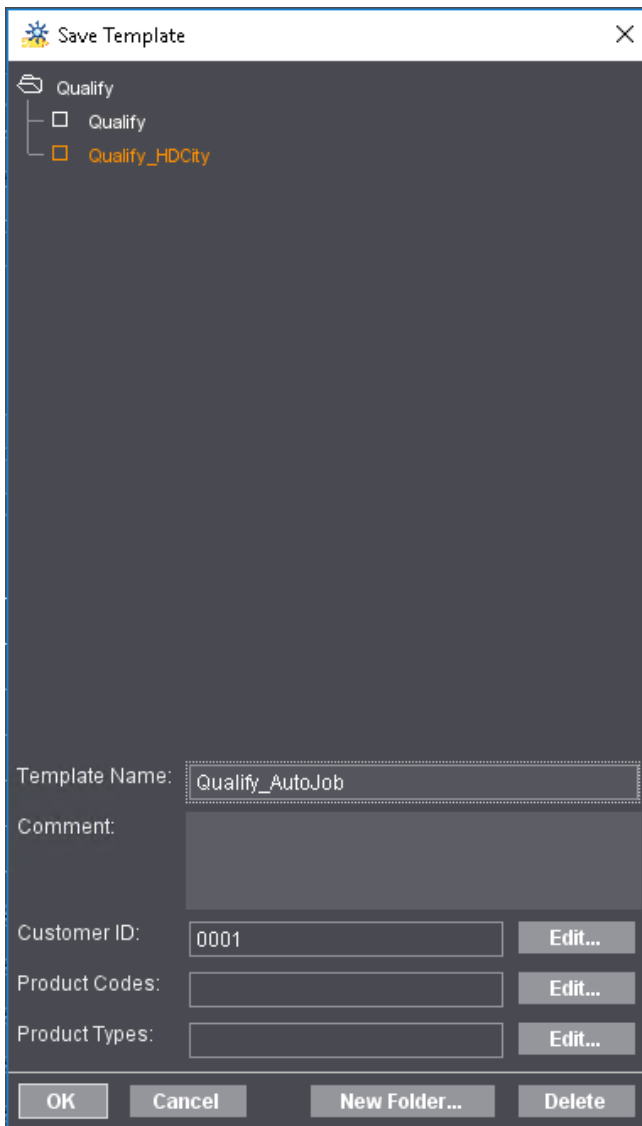 Save Template
Qualify
Qualify
Qualify_HDCity
Template Name: Qualify_AutoJob
Comment:
Customer ID: 0001 Edit...
Product Codes: Edit...
Product Types: Edit...
OK Cancel New Folder... Delete